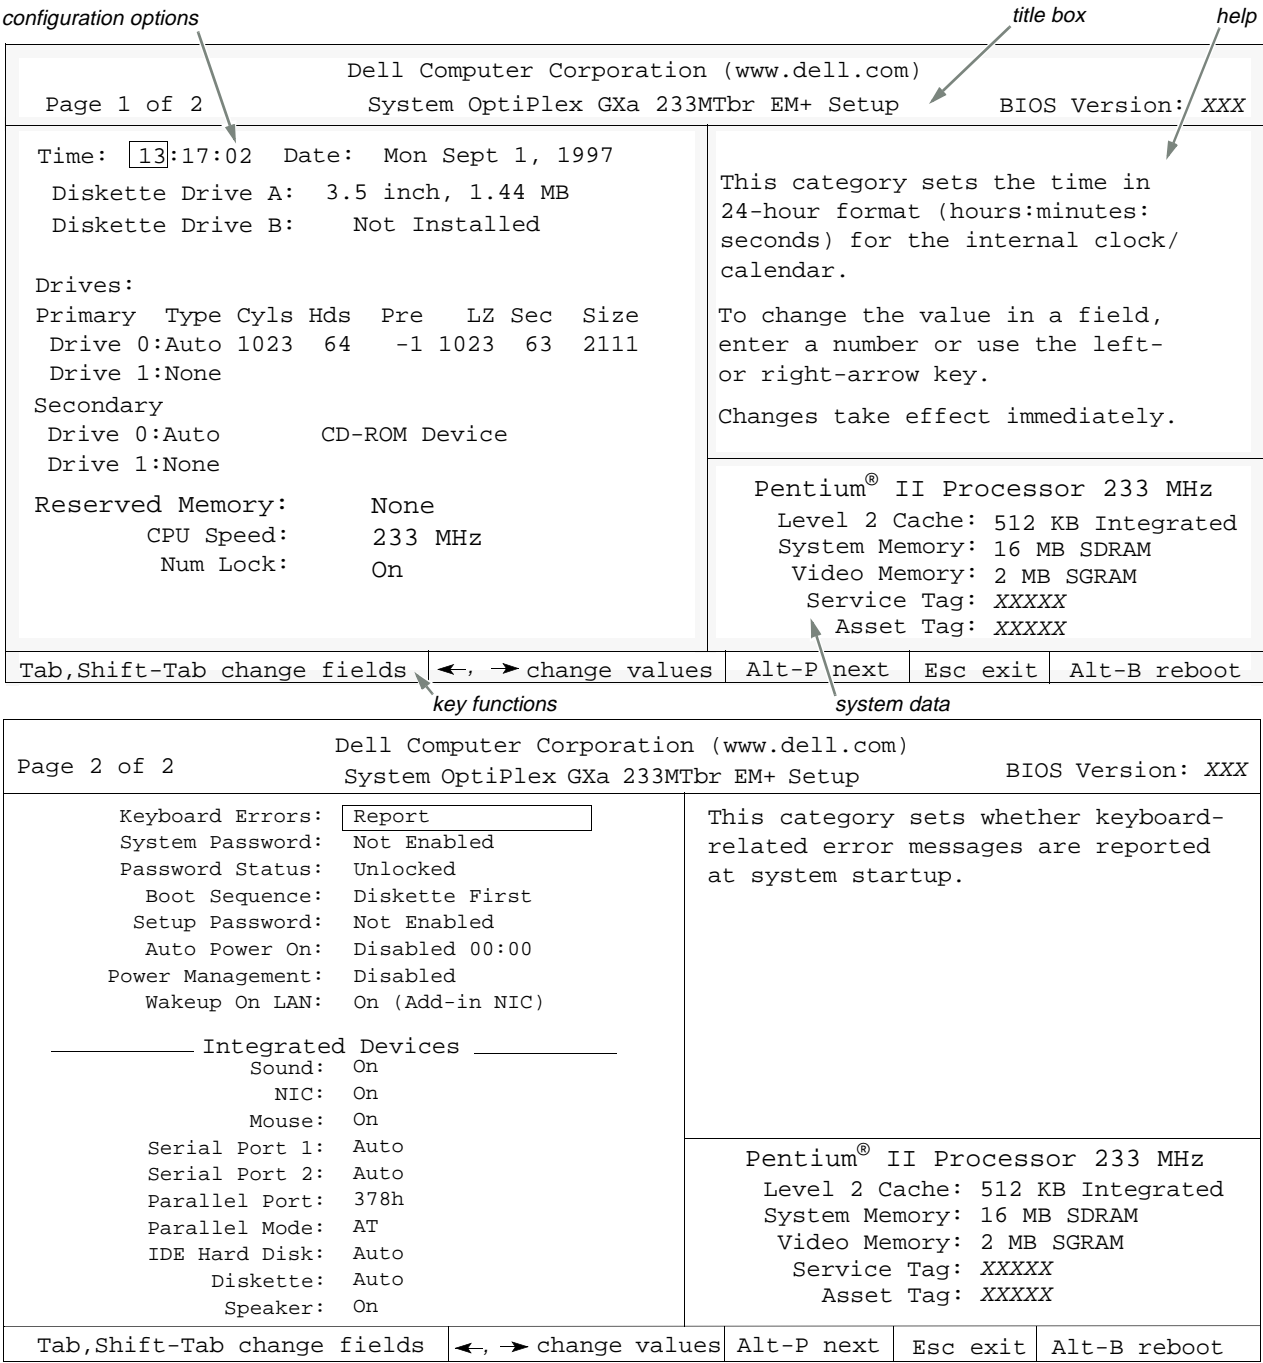 configuration options
title box
help
Dell Computer Corporation (www.dell.com)
Page 1 of 2 System OptiPlex GXa 233MTbr EM+ Setup BIOS Version: XXX
Time: 13:17:02 Date: Mon Sept 1, 1997
Diskette Drive A: 3.5 inch, 1.44 MB
Diskette Drive B: Not Installed
Drives:
Primary Type Cyls Hds Pre LZ Sec Size
Drive 0:Auto 1023 64 -1 1023 63 2111
Drive 1:None
Secondary
Drive 0:Auto CD-ROM Device
Drive 1:None
Reserved Memory: None
CPU Speed: 233 MHz
Num Lock: On
This category sets the time in
24-hour format (hours:minutes:
seconds) for the internal clock/
calendar.
To change the value in a field,
enter a number or use the left-
or right-arrow key.
Changes take effect immediately.
Pentium® II Processor 233 MHz
Level 2 Cache: 512 KB Integrated
System Memory: 16 MB SDRAM
Video Memory: 2 MB SGRAM
Service Tag: XXXXX
Asset Tag: XXXXX
Tab,Shift-Tab change fields ←, → change values Alt-P next Esc exit Alt-B reboot
key functions
system data
Dell Computer Corporation (www.dell.com)
Page 2 of 2 System OptiPlex GXa 233MTbr EM+ Setup BIOS Version: XXX
Keyboard Errors: Report
System Password: Not Enabled
Password Status: Unlocked
Boot Sequence: Diskette First
Setup Password: Not Enabled
Auto Power On: Disabled 00:00
Power Management: Disabled
Wakeup On LAN: On (Add-in NIC)
Integrated Devices
Sound: On
NIC: On
Mouse: On
Serial Port 1: Auto
Serial Port 2: Auto
Parallel Port: 378h
Parallel Mode: AT
IDE Hard Disk: Auto
Diskette: Auto
Speaker: On
This category sets whether keyboard-
related error messages are reported
at system startup.
Pentium® II Processor 233 MHz
Level 2 Cache: 512 KB Integrated
System Memory: 16 MB SDRAM
Video Memory: 2 MB SGRAM
Service Tag: XXXXX
Asset Tag: XXXXX
Tab,Shift-Tab change fields ←, → change values Alt-P next Esc exit Alt-B reboot